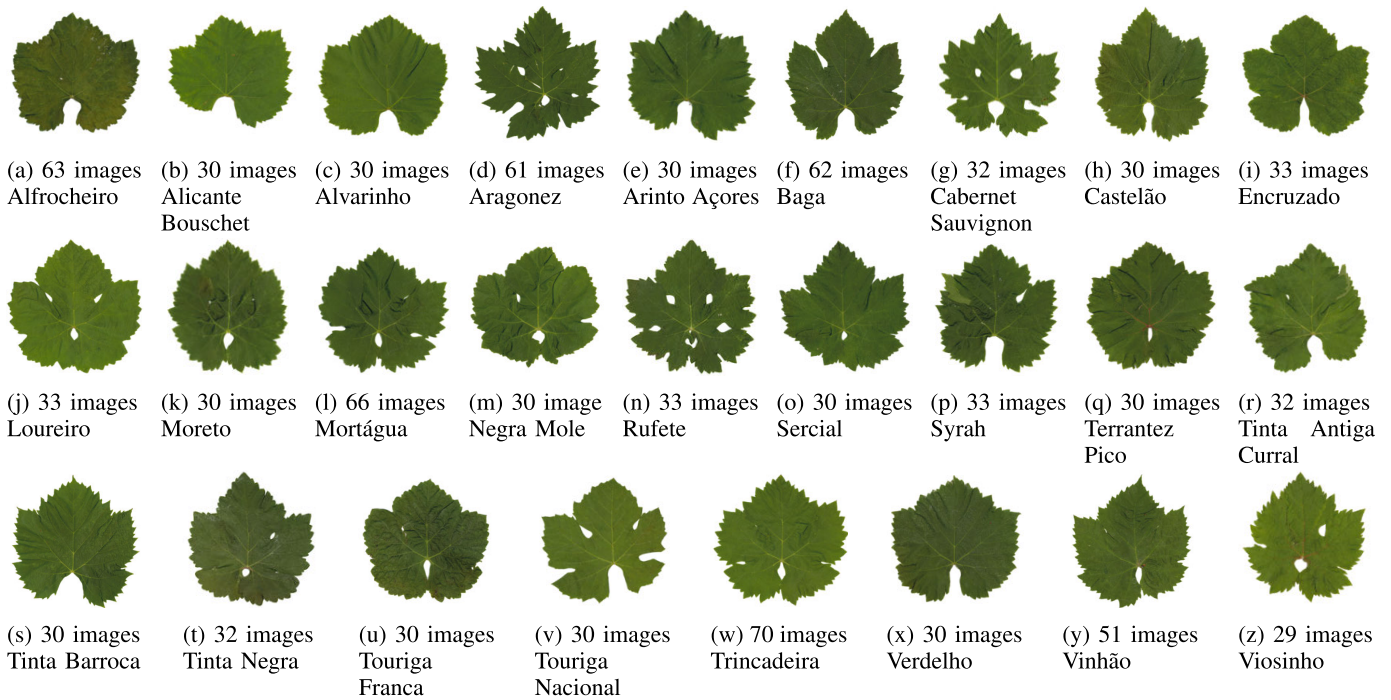 (a) 63 images
Alfrocheiro
(b) 30 images
Alicante
Bouschet
(c) 30 images
Alvarinho
(d) 61 images
Aragonez
(e) 30 images
Arinto Açores
(f) 62 images
Baga
(g) 32 images
Cabernet
Sauvignon
(h) 30 images
Castelão
(i) 33 images
Encruzado
(j) 33 images
Loureiro
(k) 30 images
Moreto
(l) 66 images
Mortágua
(m) 30 image
Negra Mole
(n) 33 images
Rufete
(o) 30 images
Sercial
(p) 33 images
Syrah
(q) 30 images
Terrantez
Pico
(r) 32 images
Tinta Antiga
Curral
(s) 30 images
Tinta Barroca
(t) 32 images
Tinta Negra
(u) 30 images
Touriga
Franca
(v) 30 images
Touriga
Nacional
(w) 70 images
Trincadeira
(x) 30 images
Verdelho
(y) 51 images
Vinhão
(z) 29 images
Viosinho